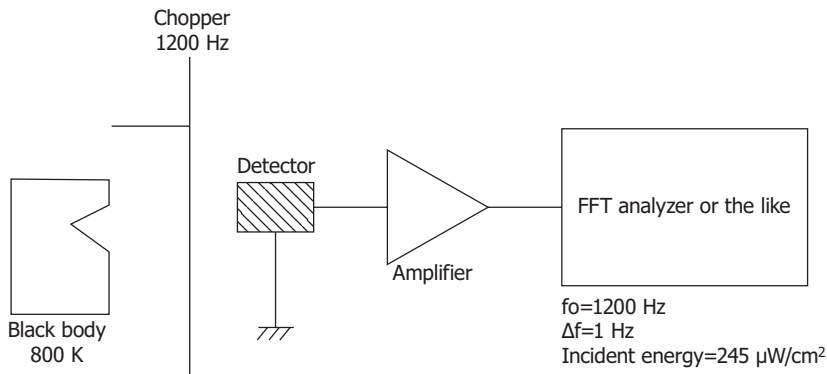 Chopper
1200 Hz
Detector
FFT analyzer or the like
Amplifier
Black body
800 K
fo=1200 Hz
Δf=1 Hz
Incident energy=245 μW/cm²